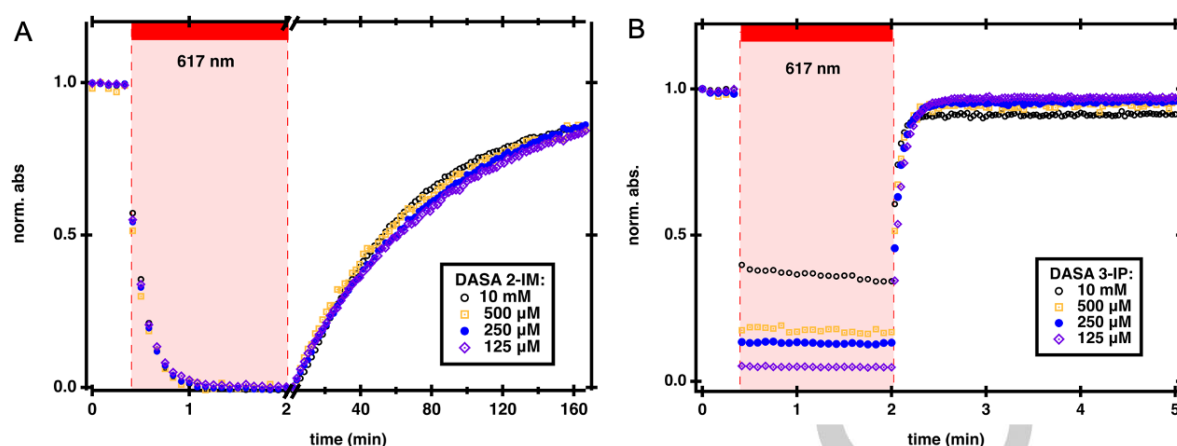 A
617 nm
norm. abs
1.0
0.5
0.0
DASA 2-IM:
10 mM
500 µM
250 µM
125 µM
0
1
2
40
80
120
160
time (min)
B
617 nm
norm. abs.
1.0
0.5
0.0
DASA 3-IP:
10 mM
500 µM
250 µM
125 µM
0
1
2
3
4
5
time (min)